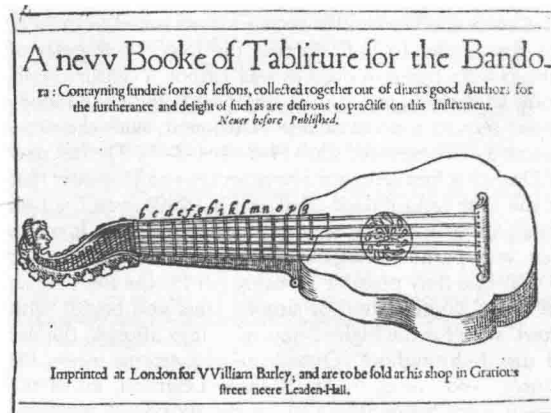 A nevv Booke of Tabliture for the Bando-
ra: Contayning sundrie sorts of lessons, collected together out of diuers good Authors for
the furtherance and delight of such as are desirous to practise on this Instrument.
Neuer before Published.
b c d e f g h i k l m n o p q
Imprinted at London for VVilliam Barley, and are to be sold at his shop in Gratious
street neere Leaden-Hall.